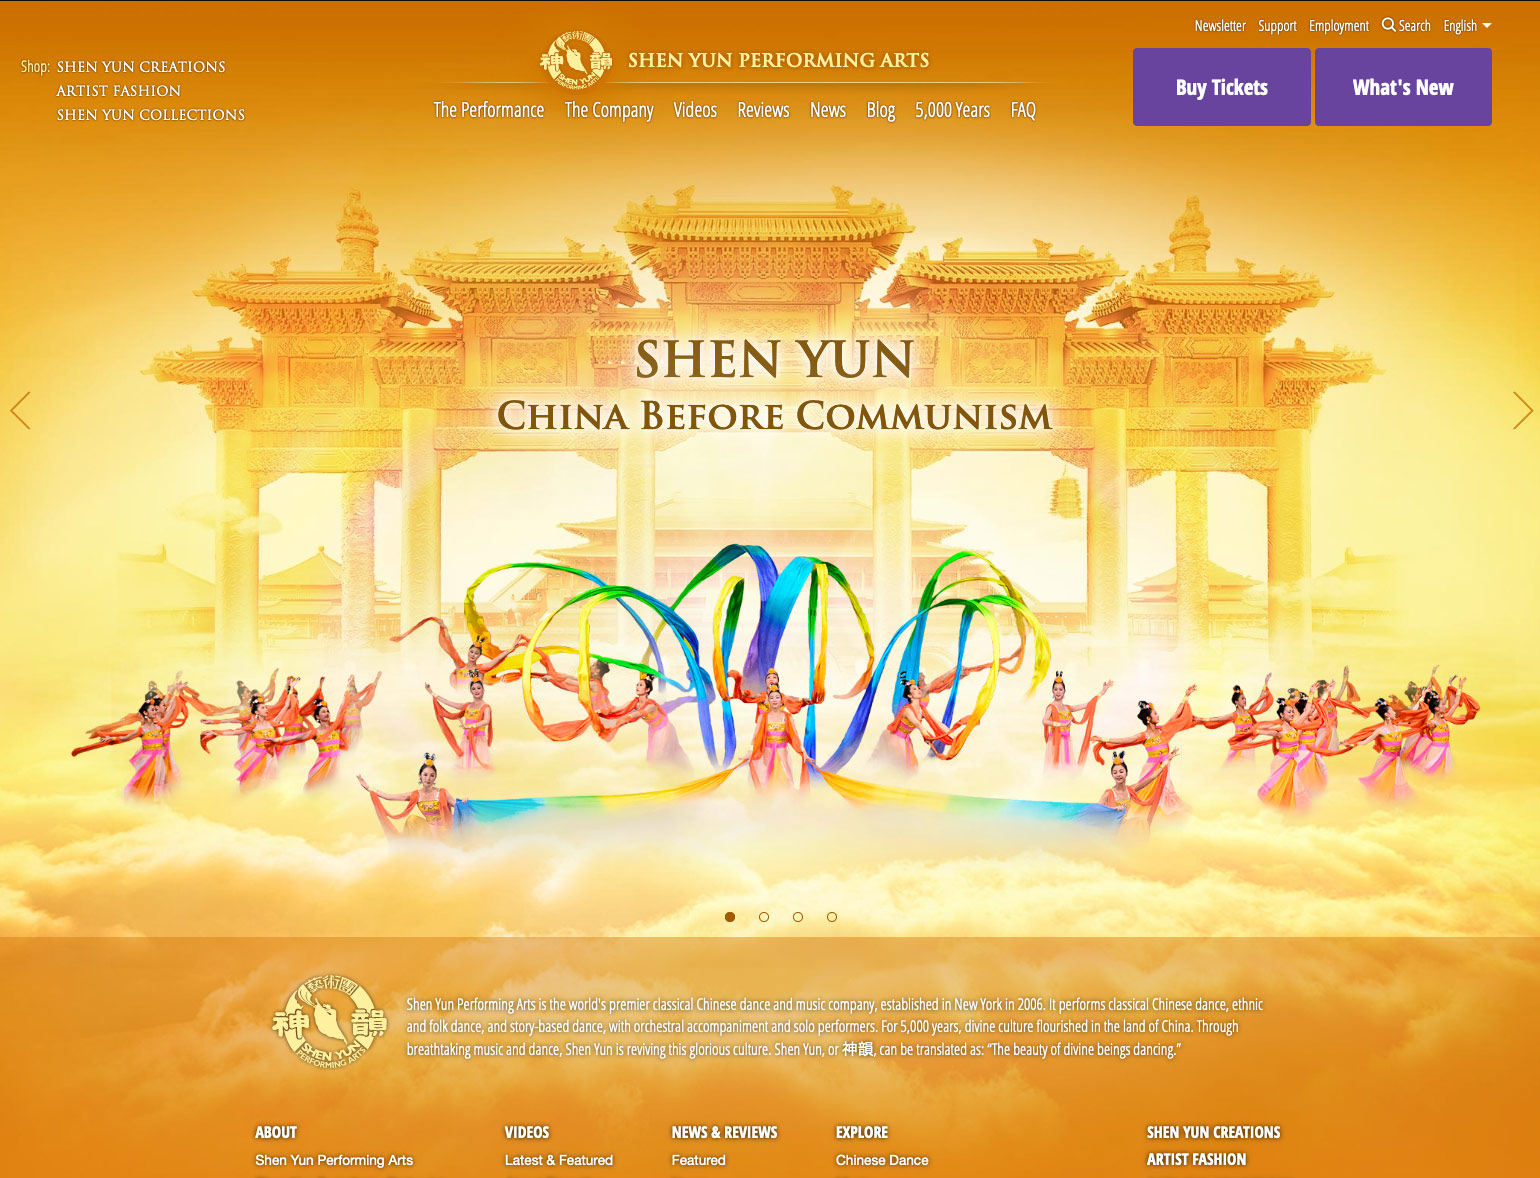 Newsletter Support Employment Search English
Shop: SHEN YUN CREATIONS
ARTIST FASHION
SHEN YUN COLLECTIONS
藝術團
神韻
SHEN YUN
PERFORMING ARTS
SHEN YUN PERFORMING ARTS
The Performance The Company Videos Reviews News Blog 5,000 Years FAQ
Buy Tickets What's New
SHEN YUN
CHINA BEFORE COMMUNISM
藝術團
神韻
SHEN YUN
PERFORMING ARTS
Shen Yun Performing Arts is the world's premier classical Chinese dance and music company, established in New York in 2006. It performs classical Chinese dance, ethnic
and folk dance, and story-based dance, with orchestral accompaniment and solo performers. For 5,000 years, divine culture flourished in the land of China. Through
breathtaking music and dance, Shen Yun is reviving this glorious culture. Shen Yun, or 神韻, can be translated as: “The beauty of divine beings dancing.”
ABOUT VIDEOS NEWS & REVIEWS EXPLORE SHEN YUN CREATIONS
Shen Yun Performing Arts Latest & Featured Featured Chinese Dance ARTIST FASHION